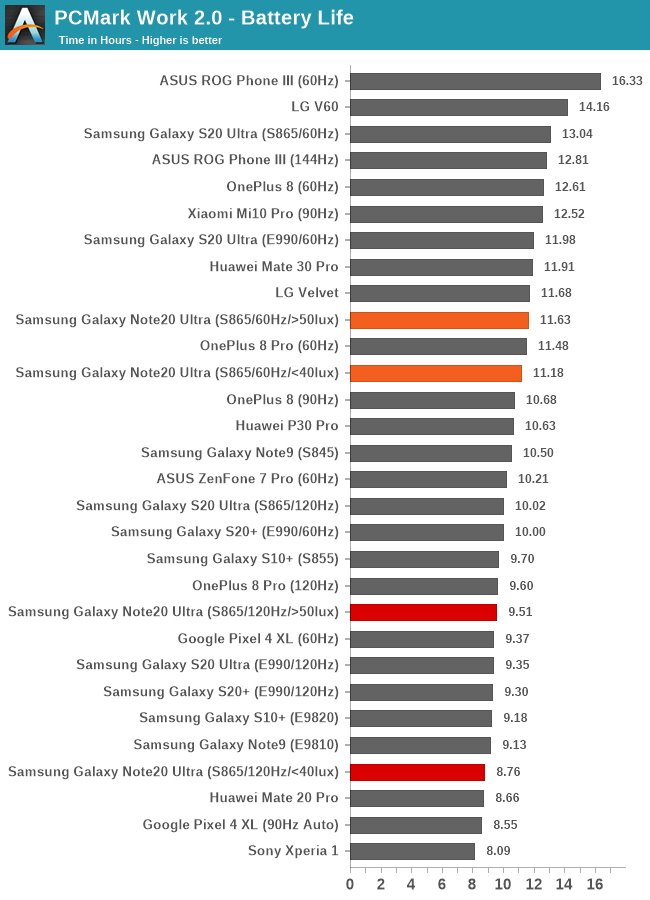 PCMark Work 2.0 - Battery Life
Time in Hours - Higher is better
ASUS ROG Phone III (60Hz) 16.33
LG V60 14.16
Samsung Galaxy S20 Ultra (S865/60Hz) 13.04
ASUS ROG Phone III (144Hz) 12.81
OnePlus 8 (60Hz) 12.61
Xiaomi Mi10 Pro (90Hz) 12.52
Samsung Galaxy S20 Ultra (E990/60Hz) 11.98
Huawei Mate 30 Pro 11.91
LG Velvet 11.68
Samsung Galaxy Note20 Ultra (S865/60Hz/>50lux) 11.63
OnePlus 8 Pro (60Hz) 11.48
Samsung Galaxy Note20 Ultra (S865/60Hz/<40lux) 11.18
OnePlus 8 (90Hz) 10.68
Huawei P30 Pro 10.63
Samsung Galaxy Note9 (S845) 10.50
ASUS ZenFone 7 Pro (60Hz) 10.21
Samsung Galaxy S20 Ultra (S865/120Hz) 10.02
Samsung Galaxy S20+ (E990/60Hz) 10.00
Samsung Galaxy S10+ (S855) 9.70
OnePlus 8 Pro (120Hz) 9.60
Samsung Galaxy Note20 Ultra (S865/120Hz/>50lux) 9.51
Google Pixel 4 XL (60Hz) 9.37
Samsung Galaxy S20 Ultra (E990/120Hz) 9.35
Samsung Galaxy S20+ (E990/120Hz) 9.30
Samsung Galaxy S10+ (E9820) 9.18
Samsung Galaxy Note9 (E9810) 9.13
Samsung Galaxy Note20 Ultra (S865/120Hz/<40lux) 8.76
Huawei Mate 20 Pro 8.66
Google Pixel 4 XL (90Hz Auto) 8.55
Sony Xperia 1 8.09
0 2 4 6 8 10 12 14 16